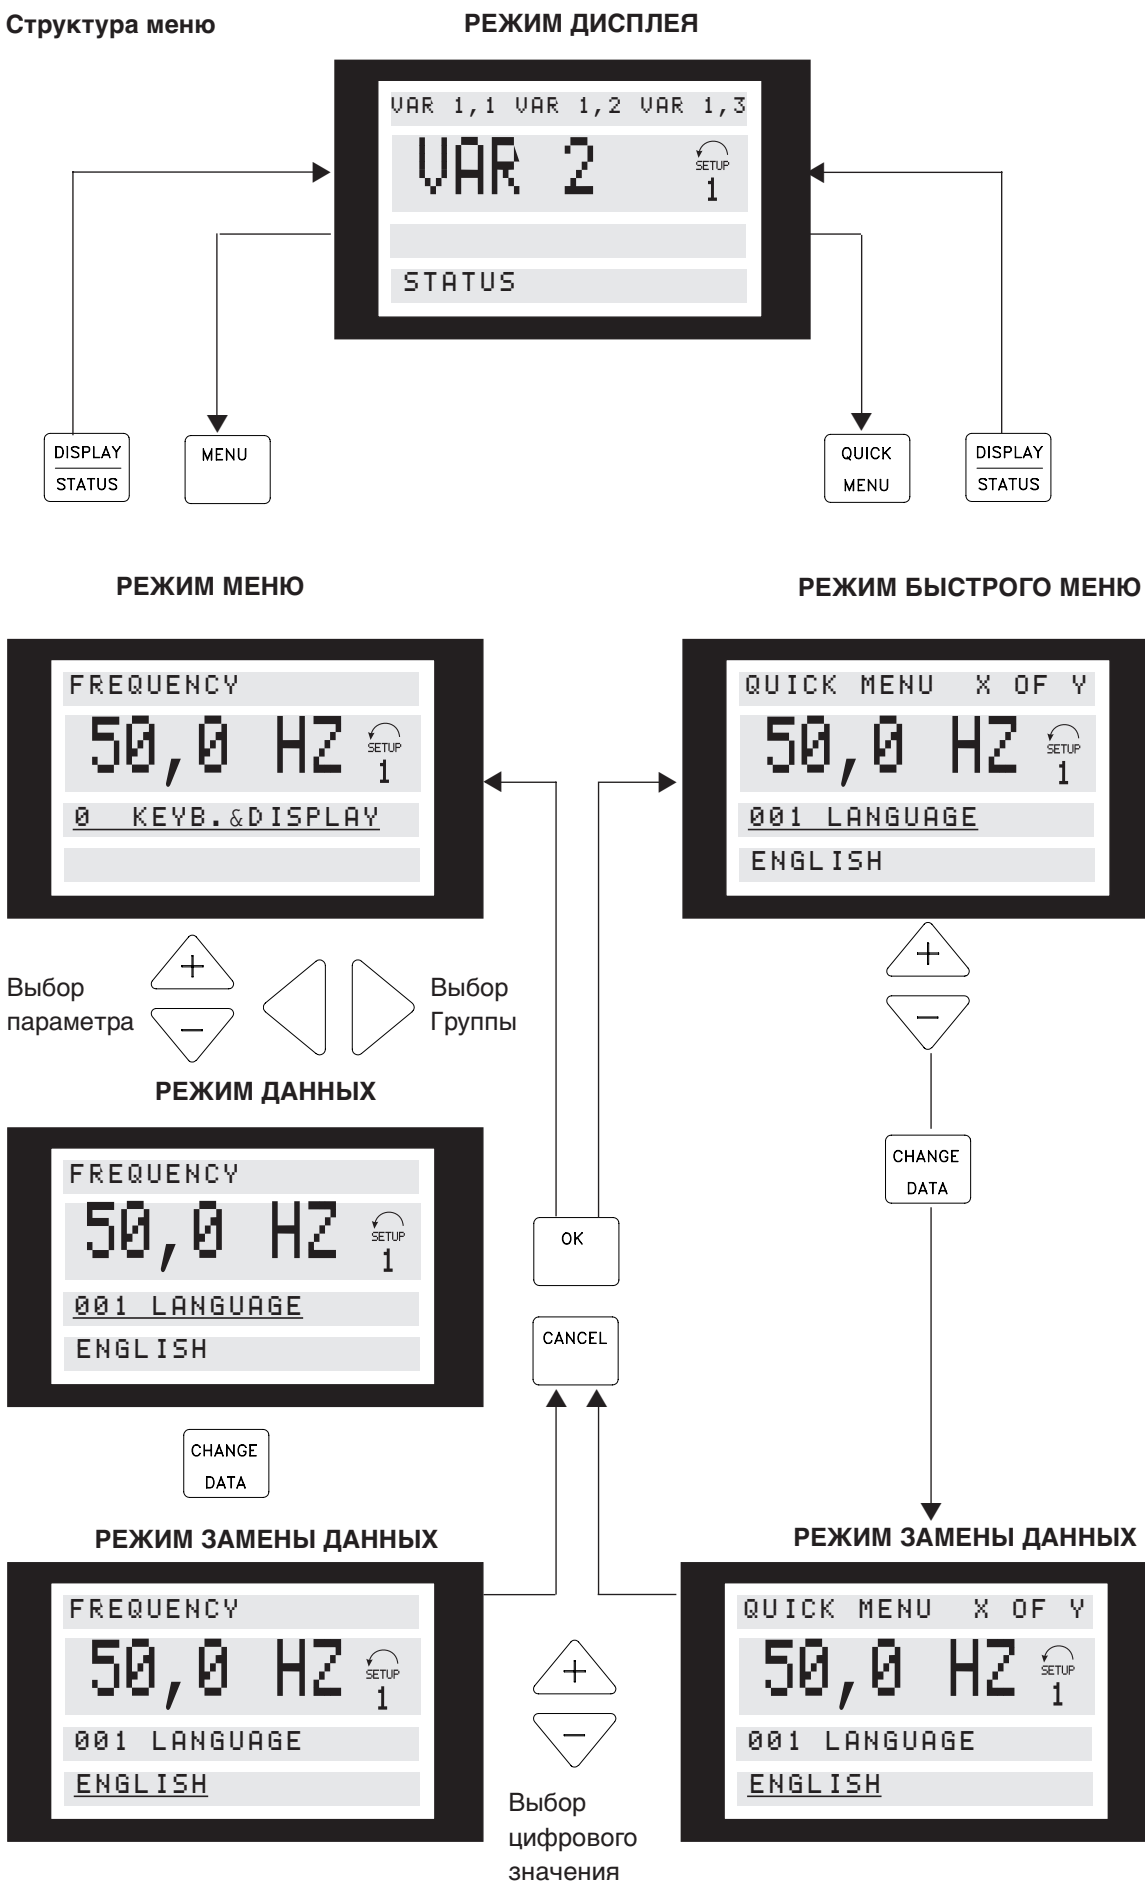 Структура меню
РЕЖИМ ДИСПЛЕЯ
VAR 1,1 VAR 1,2 VAR 1,3
VAR 2
SETUP
1
STATUS
DISPLAY
STATUS
MENU
QUICK
MENU
DISPLAY
STATUS
РЕЖИМ МЕНЮ
FREQUENCY
50,0 HZ
SETUP
1
0 KEYB.&DISPLAY
РЕЖИМ БЫСТРОГО МЕНЮ
QUICK MENU X OF Y
50,0 HZ
SETUP
1
001 LANGUAGE
ENGLISH
Выбор
параметра
+
−
Выбор
Группы
+
−
РЕЖИМ ДАННЫХ
FREQUENCY
50,0 HZ
SETUP
1
001 LANGUAGE
ENGLISH
CHANGE
DATA
OK
CANCEL
CHANGE
DATA
РЕЖИМ ЗАМЕНЫ ДАННЫХ
FREQUENCY
50,0 HZ
SETUP
1
001 LANGUAGE
ENGLISH
+
−
Выбор
цифрового
значения
РЕЖИМ ЗАМЕНЫ ДАННЫХ
QUICK MENU X OF Y
50,0 HZ
SETUP
1
001 LANGUAGE
ENGLISH